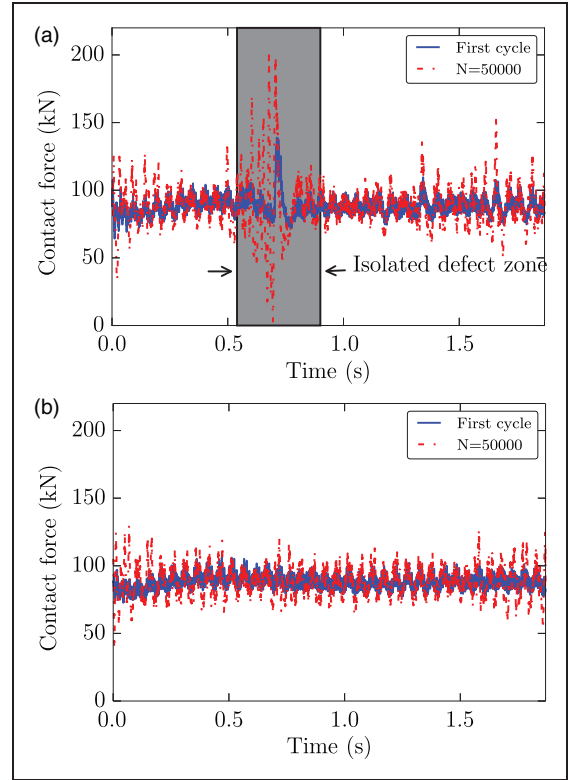 (a)
First cycle
N=50000
Contact force (kN)
200
150
100
50
0
Isolated defect zone
0.0 0.5 1.0 1.5
Time (s)
(b)
First cycle
N=50000
Contact force (kN)
200
150
100
50
0
0.0 0.5 1.0 1.5
Time (s)